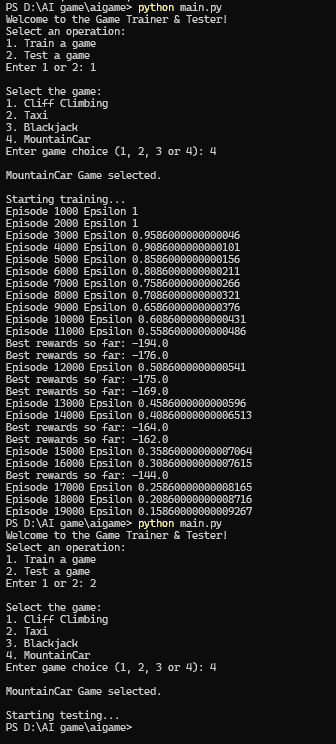 PS D:\AI game\aigame> python main.py
Welcome to the Game Trainer & Tester!
Select an operation:
1. Train a game
2. Test a game
Enter 1 or 2: 1
Select the game:
1. Cliff Climbing
2. Taxi
3. Blackjack
4. MountainCar
Enter game choice (1, 2, 3 or 4): 4
MountainCar Game selected.
Starting training...
Episode 1000 Epsilon 1
Episode 2000 Epsilon 1
Episode 3000 Epsilon 0.9586000000000046
Episode 4000 Epsilon 0.9086000000000101
Episode 5000 Epsilon 0.8586000000000156
Episode 6000 Epsilon 0.8086000000000211
Episode 7000 Epsilon 0.7586000000000266
Episode 8000 Epsilon 0.7086000000000321
Episode 9000 Epsilon 0.6586000000000376
Episode 10000 Epsilon 0.6086000000000431
Episode 11000 Epsilon 0.5586000000000486
Best rewards so far: -194.0
Best rewards so far: -176.0
Episode 12000 Epsilon 0.5086000000000541
Best rewards so far: -175.0
Best rewards so far: -169.0
Episode 13000 Epsilon 0.4586000000000596
Episode 14000 Epsilon 0.40860000000006513
Best rewards so far: -164.0
Best rewards so far: -162.0
Episode 15000 Epsilon 0.35860000000007064
Episode 16000 Epsilon 0.30860000000007615
Best rewards so far: -144.0
Episode 17000 Epsilon 0.25860000000008165
Episode 18000 Epsilon 0.20860000000008716
Episode 19000 Epsilon 0.15860000000009267
PS D:\AI game\aigame> python main.py
Welcome to the Game Trainer & Tester!
Select an operation:
1. Train a game
2. Test a game
Enter 1 or 2: 2
Select the game:
1. Cliff Climbing
2. Taxi
3. Blackjack
4. MountainCar
Enter game choice (1, 2, 3 or 4): 4
MountainCar Game selected.
Starting testing...
PS D:\AI game\aigame>